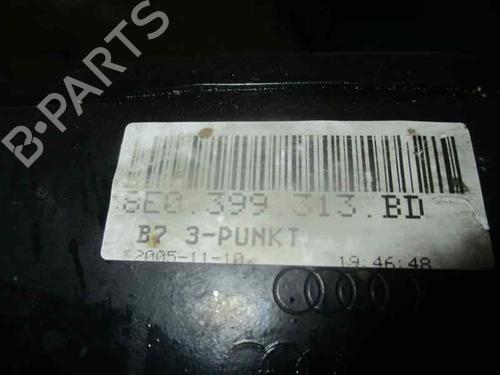 B-PARTS
8E0.399.313.BD
B7 3-PUNKT
2005-11-10 19:46:48